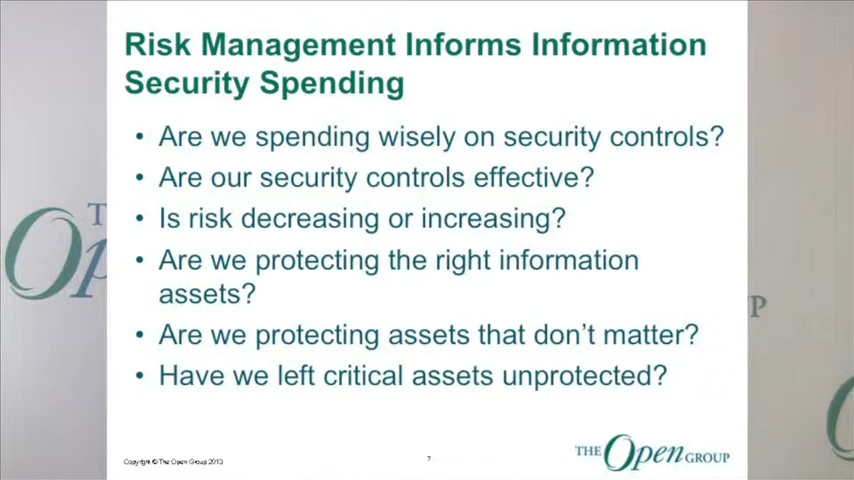 Risk Management Informs Information
Security Spending
• Are we spending wisely on security controls?
• Are our security controls effective?
• Is risk decreasing or increasing?
• Are we protecting the right information
assets?
• Are we protecting assets that don’t matter?
• Have we left critical assets unprotected?
Copyright © The Open Group 2013
7
THE Open GROUP
T
Op
P